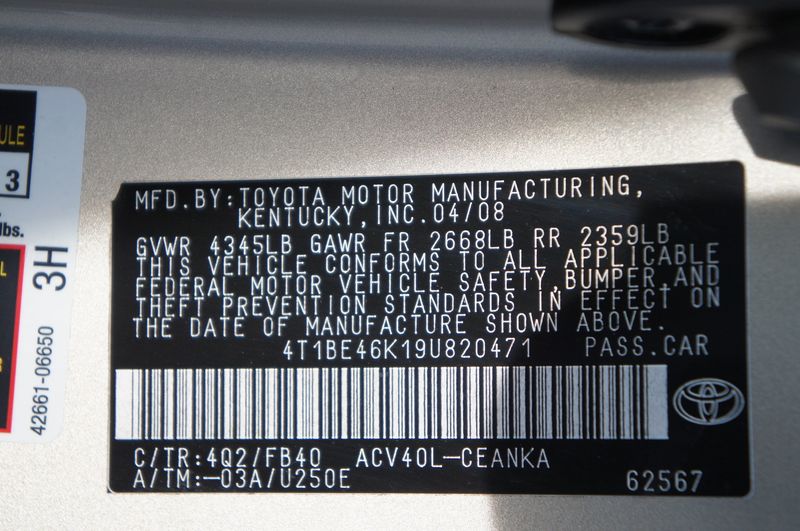 MFD.BY:TOYOTA MOTOR MANUFACTURING,
KENTUCKY,INC.04/08
GVWR 4345LB GAWR FR 2668LB RR 2359LB
THIS VEHICLE CONFORMS TO ALL APPLICABLE
FEDERAL MOTOR VEHICLE SAFETY,BUMPER,AND
THEFT PREVENTION STANDARDS IN EFFECT ON
THE DATE OF MANUFACTURE SHOWN ABOVE.
4T1BE46K19U820471 PASS.CAR
C/TR:4Q2/FB40 ACV40L-CEANKA
A/TM:-03A/U250E 62567
ULE
3
lbs.
L
3H
42661-06650